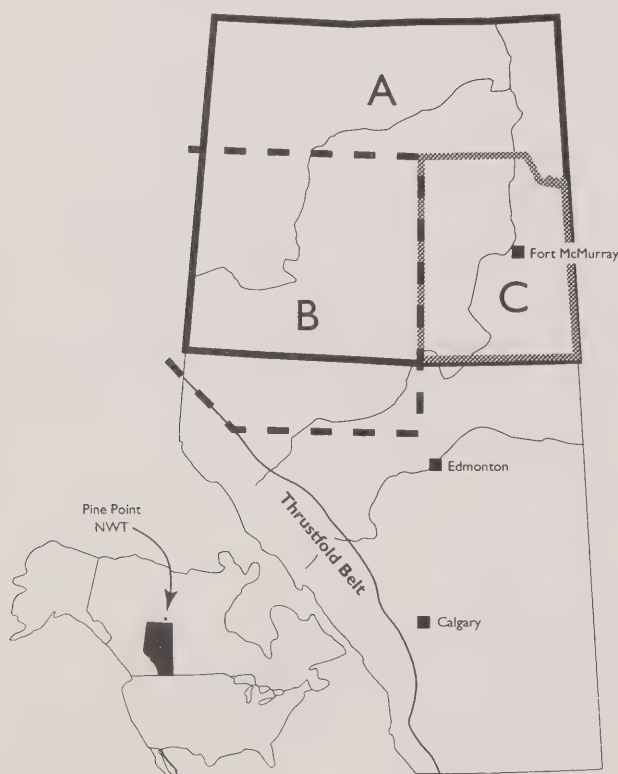 A
Fort McMurray
B
C
Edmonton
Thrustfold Belt
Pine Point
NWT
Calgary